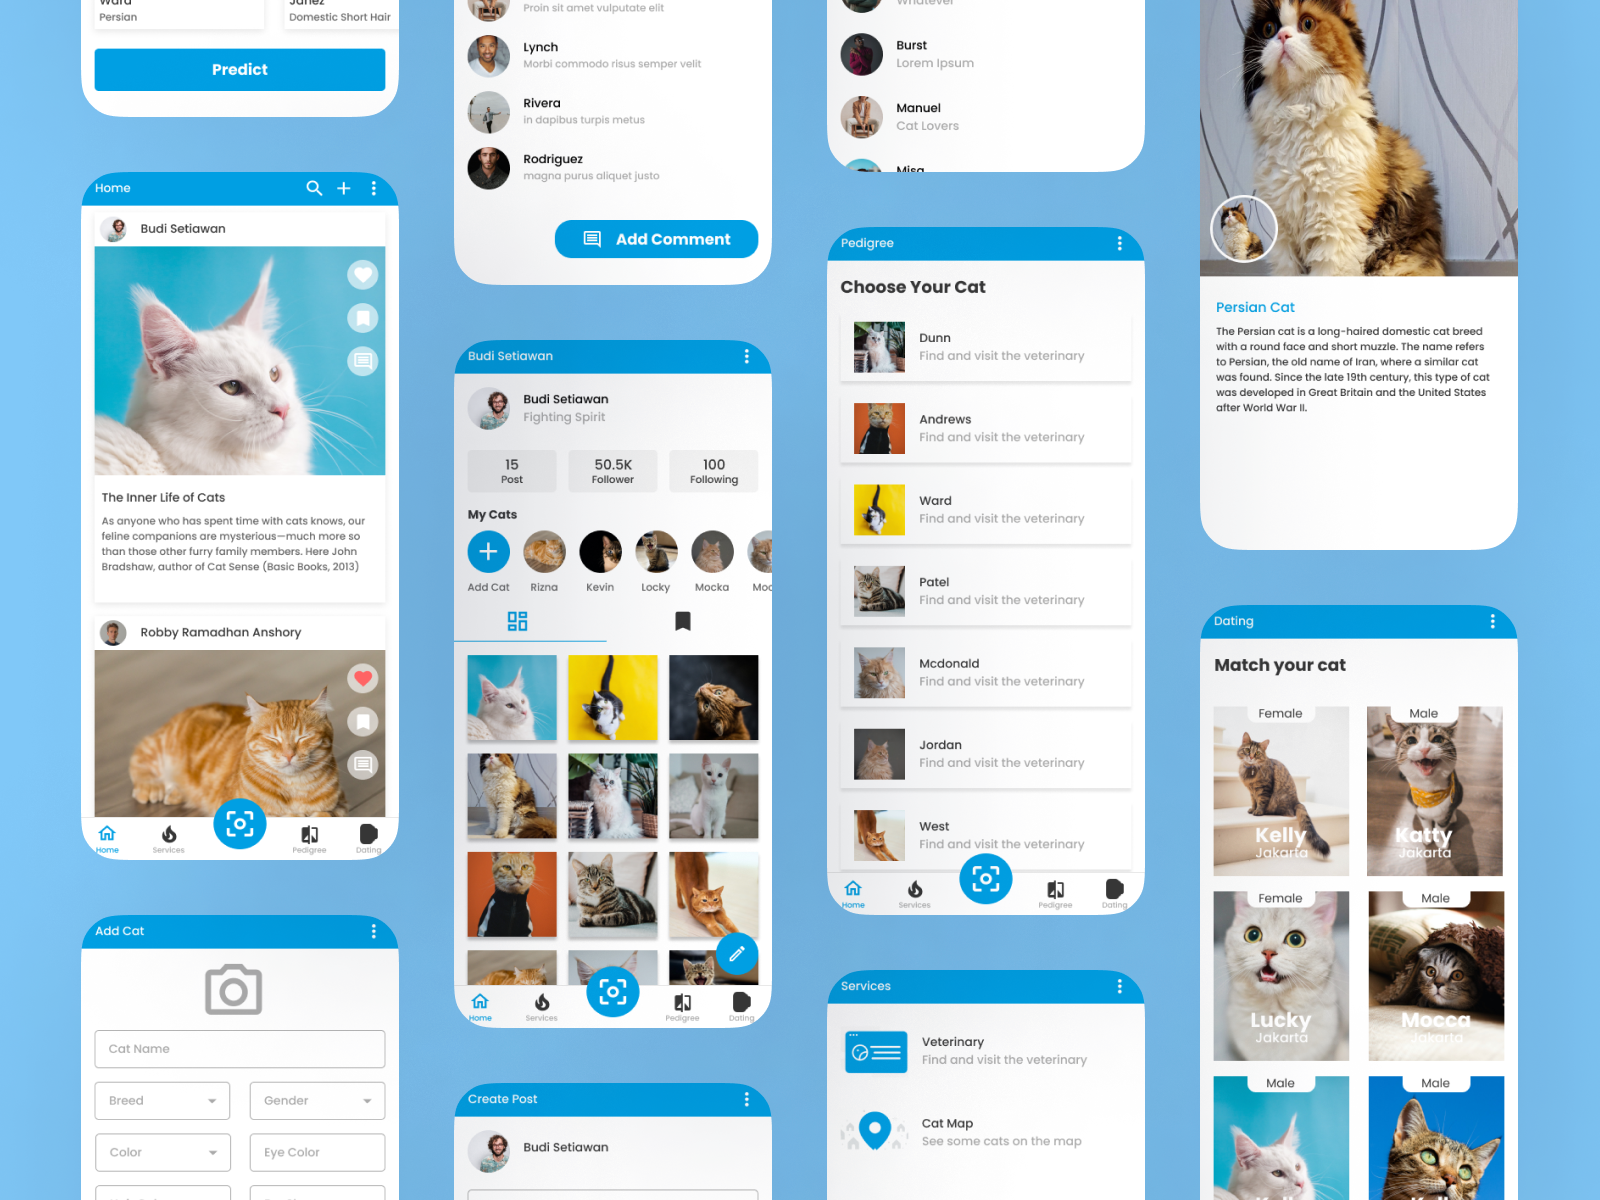 Ward
Persian
Janez
Domestic Short Hair
Predict
Home
Budi Setiawan
The Inner Life of Cats
As anyone who has spent time with cats knows, our
feline companions are mysterious—much more so
than those other furry family members. Here John
Bradshaw, author of Cat Sense (Basic Books, 2013)
Robby Ramadhan Anshory
Home
Services
Pedigree
Dating
Add Cat
Cat Name
Breed
Gender
Color
Eye Color
Proin sit amet vulputate elit
Lynch
Morbi commodo risus semper velit
Rivera
in dapibus turpis metus
Rodriguez
magna purus aliquet justo
Add Comment
Budi Setiawan
Budi Setiawan
Fighting Spirit
15
Post
50.5K
Follower
100
Following
My Cats
Add Cat
Rizna
Kevin
Locky
Mocka
Moc
Home
Services
Pedigree
Dating
Create Post
Budi Setiawan
Whatever
Burst
Lorem Ipsum
Manuel
Cat Lovers
Misa
Pedigree
Choose Your Cat
Dunn
Find and visit the veterinary
Andrews
Find and visit the veterinary
Ward
Find and visit the veterinary
Patel
Find and visit the veterinary
Mcdonald
Find and visit the veterinary
Jordan
Find and visit the veterinary
West
Find and visit the veterinary
Home
Services
Pedigree
Dating
Services
Veterinary
Find and visit the veterinary
Cat Map
See some cats on the map
Persian Cat
The Persian cat is a long-haired domestic cat breed
with a round face and short muzzle. The name refers
to Persian, the old name of Iran, where a similar cat
was found. Since the late 19th century, this type of cat
was developed in Great Britain and the United States
after World War II.
Dating
Match your cat
Female
Kelly
Jakarta
Male
Katty
Jakarta
Female
Lucky
Jakarta
Male
Mocca
Jakarta
Male
Male